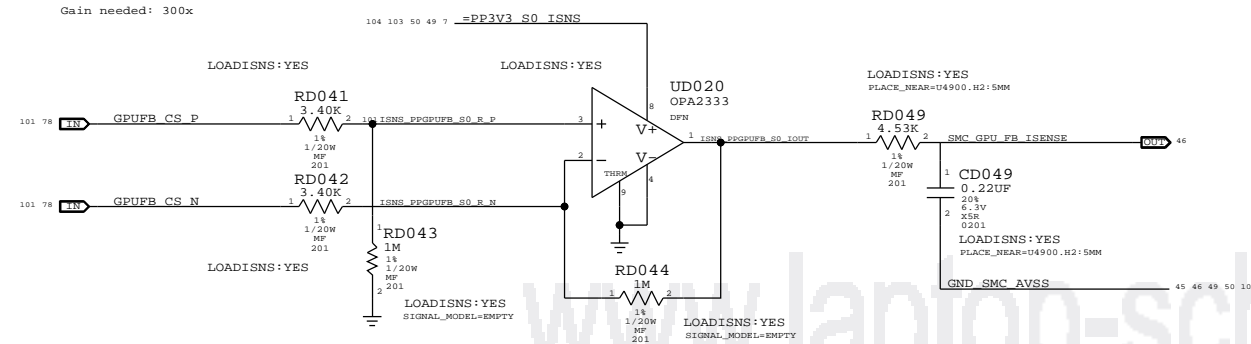 Gain needed: 300x
104 103 50 49 7
=PP3V3_S0_ISNS
LOADISNS:YES
LOADISNS:YES
UD020
OPA2333
DFN
LOADISNS:YES
PLACE_NEAR=U4900.H2:5MM
RD041
3.40K
101 78 IN GPUFB_CS_P
1 2
1%
1/20W
MF
201
ISNS_PPGPUFB_S0_R_P
3
+
8
V+
1
ISNS_PPGPUFB_S0_IOUT
RD049
4.53K
1 2
1%
1/20W
MF
201
SMC_GPU_FB_ISENSE
OUT 46
2
-
V-
THRM
9
4
RD042
3.40K
101 78 IN GPUFB_CS_N
1 2
1%
1/20W
MF
201
ISNS_PPGPUFB_S0_R_N
CD049
1
0.22UF
20%
6.3V
2
X5R
0201
LOADISNS:YES
PLACE_NEAR=U4900.H2:5MM
RD043
1
1M
1%
1/20W
MF
2
201
LOADISNS:YES
LOADISNS:YES
SIGNAL_MODEL=EMPTY
RD044
1M
1 2
1%
1/20W
MF
201
LOADISNS:YES
SIGNAL_MODEL=EMPTY
GND_SMC_AVSS
45 46 49 50 10
www.laptop-sch